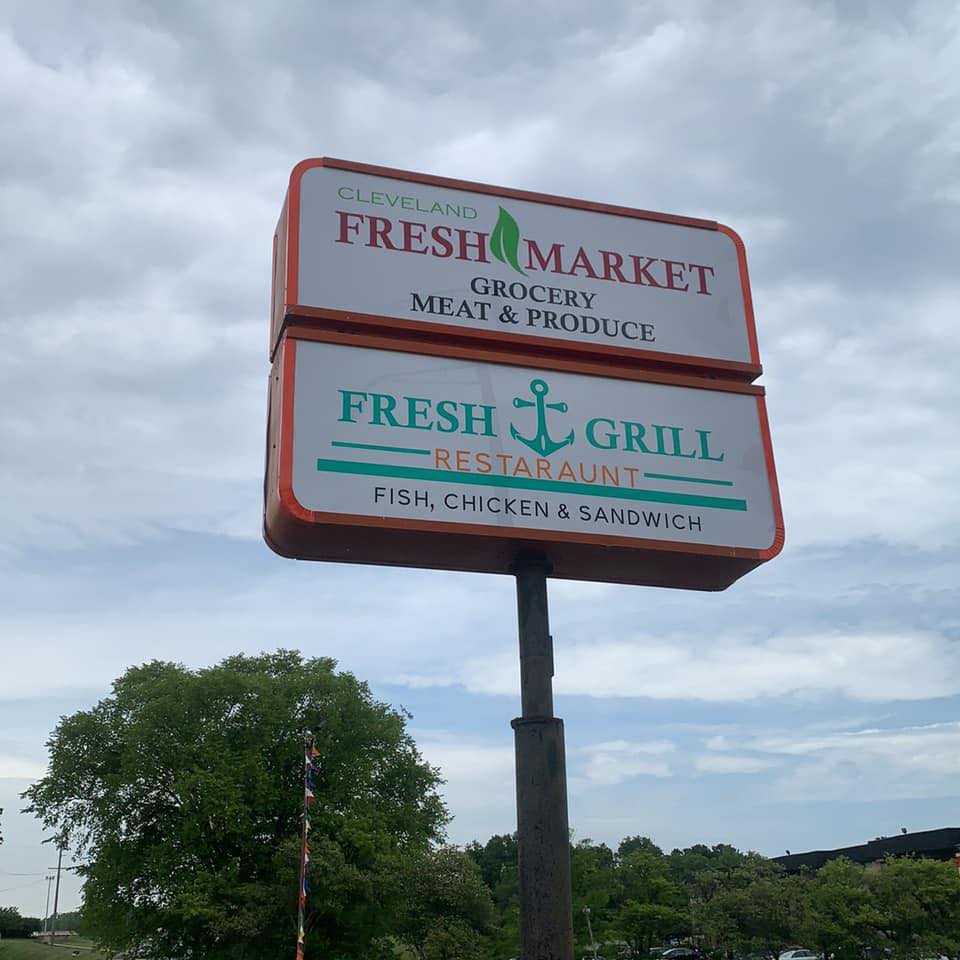 CLEVELAND
FRESH MARKET
GROCERY
MEAT & PRODUCE
FRESH GRILL
RESTARAUNT
FISH, CHICKEN & SANDWICH